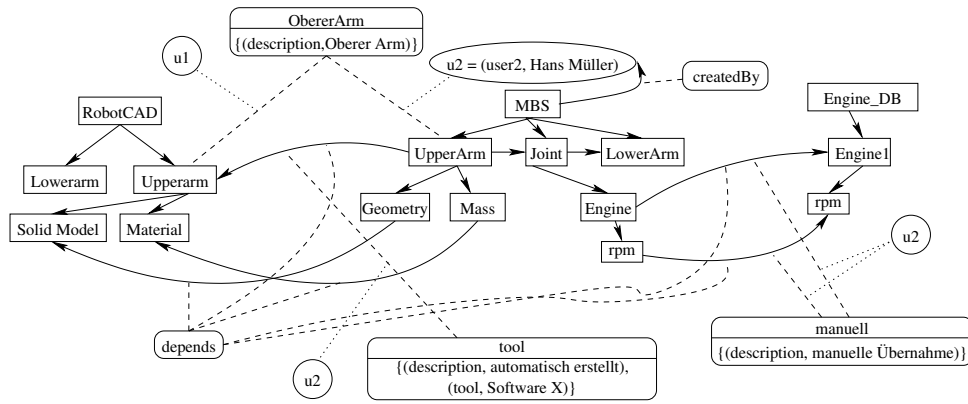 ObererArm
{(description,Oberer Arm)}
u1
u2 = (user2, Hans Müller)
createdBy
RobotCAD
MBS
Engine_DB
Lowerarm
Upperarm
UpperArm
Joint
LowerArm
Engine1
Solid Model
Material
Geometry
Mass
Engine
rpm
rpm
u2
depends
u2
tool
{(description, automatisch erstellt),
(tool, Software X)}
manuell
{(description, manuelle Übernahme)}